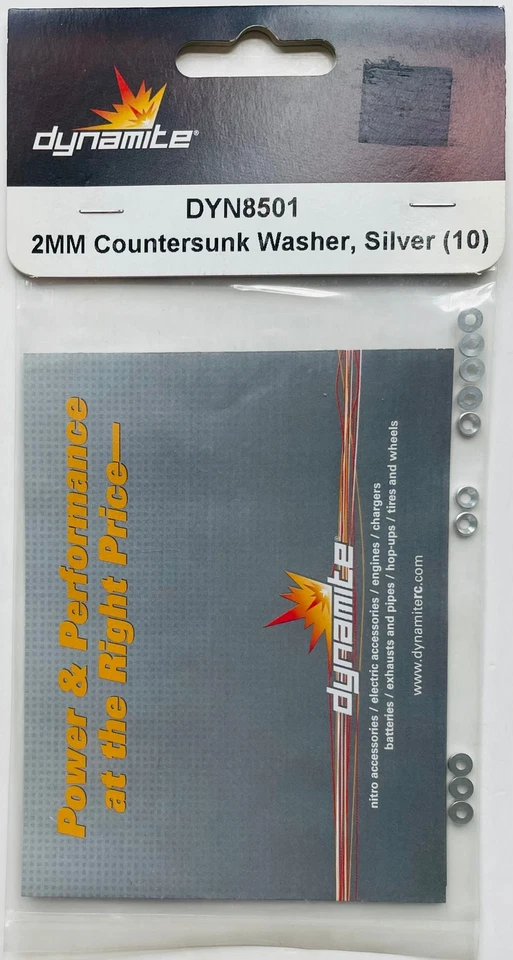 dynamite®
DYN8501
2MM Countersunk Washer, Silver (10)
Power & Performance
at the Right Price—
dynamite
nitro accessories / electric accessories / engines / chargers
batteries / exhausts and pipes / hop-ups / tires and wheels
www.dynamiterc.com